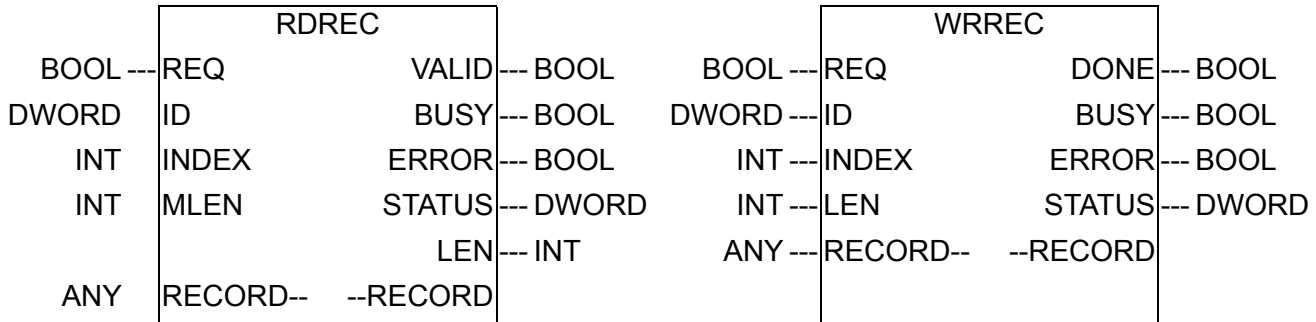 RDREC WRREC
BOOL --- REQ VALID --- BOOL BOOL --- REQ DONE --- BOOL
DWORD ID BUSY --- BOOL DWORD --- ID BUSY --- BOOL
INT INDEX ERROR --- BOOL INT --- INDEX ERROR --- BOOL
INT MLEN STATUS --- DWORD INT --- LEN STATUS --- DWORD
LEN --- INT ANY --- RECORD-- --RECORD
ANY RECORD-- --RECORD